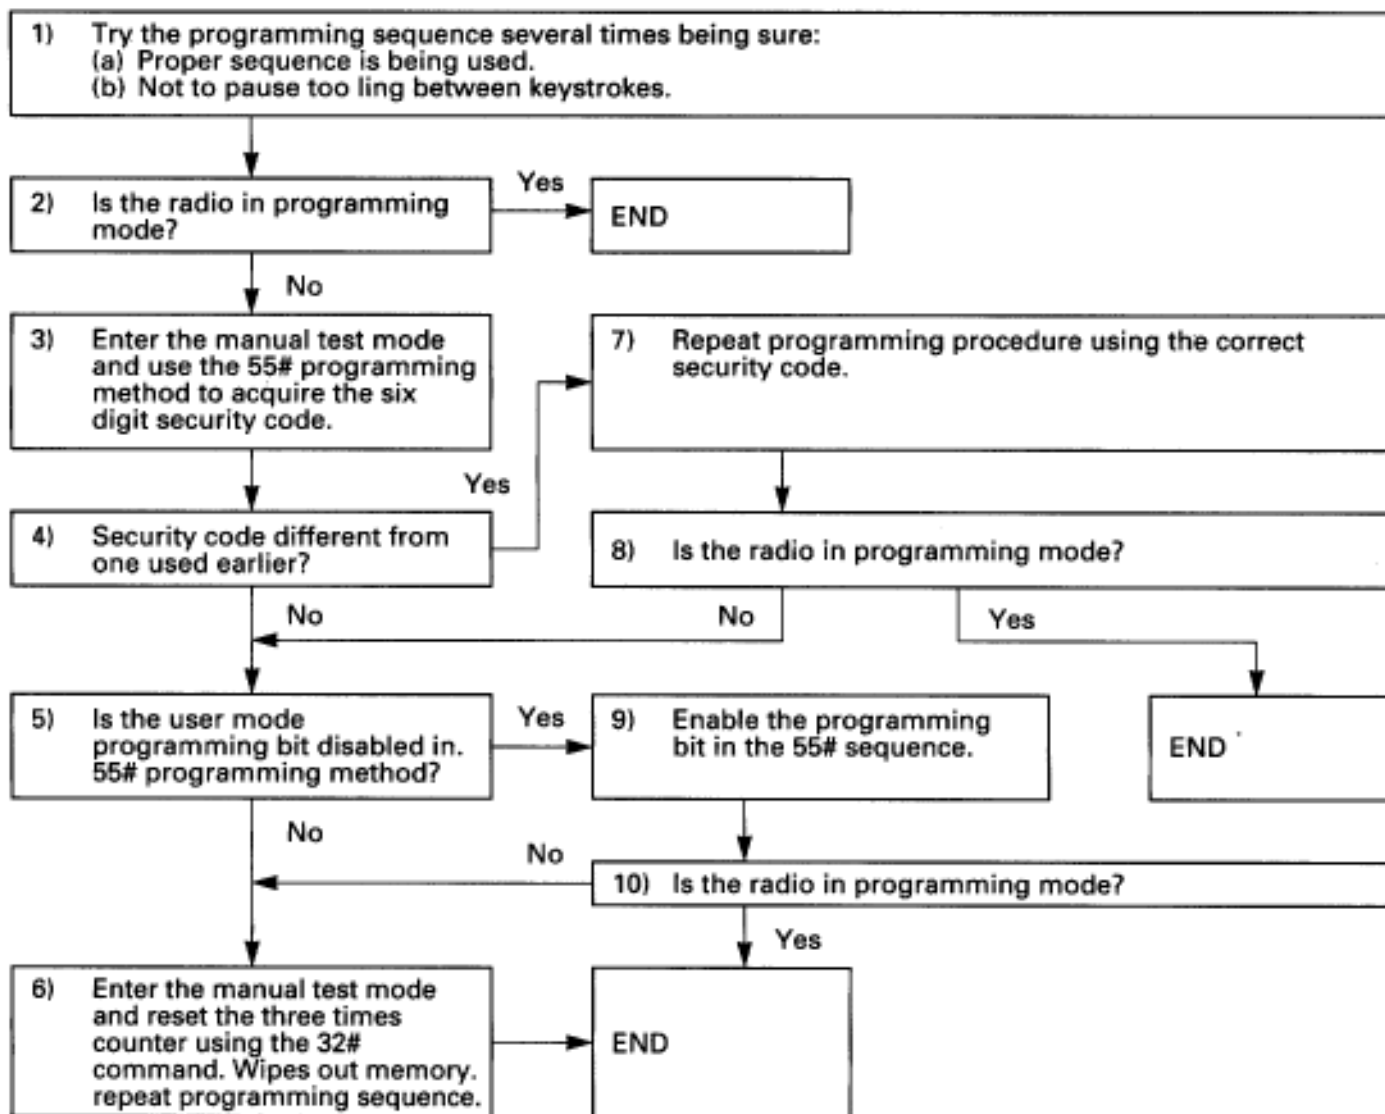 1) Try the programming sequence several times being sure:
(a) Proper sequence is being used.
(b) Not to pause too ling between keystrokes.
2) Is the radio in programming
mode?
Yes
END
No
3) Enter the manual test mode
and use the 55# programming
method to acquire the six
digit security code.
7) Repeat programming procedure using the correct
security code.
Yes
4) Security code different from
one used earlier?
8) Is the radio in programming mode?
No
No
Yes
5) Is the user mode
programming bit disabled in.
55# programming method?
Yes
9) Enable the programming
bit in the 55# sequence.
END
No
No
10) Is the radio in programming mode?
Yes
6) Enter the manual test mode
and reset the three times
counter using the 32#
command. Wipes out memory.
repeat programming sequence.
END